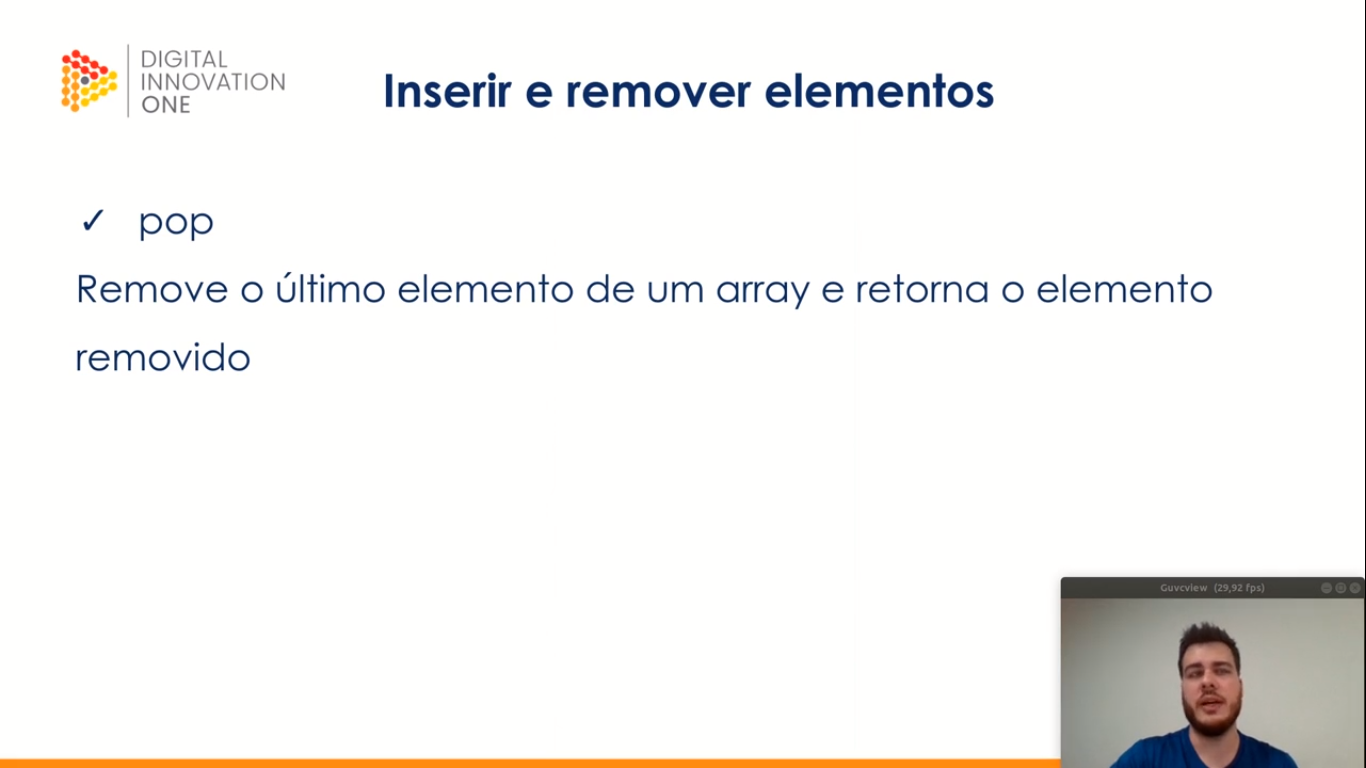 DIGITAL
INNOVATION
ONE
Inserir e remover elementos
✓ pop
Remove o último elemento de um array e retorna o elemento
removido
Guvcview (29,92 fps)